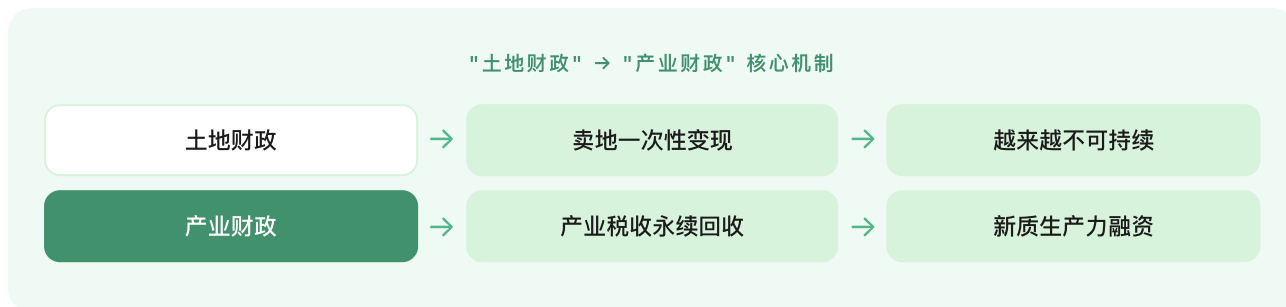 "土地财政" → "产业财政" 核心机制
土地财政 → 卖地一次性变现 → 越来越不可持续
产业财政 → 产业税收永续回收 → 新质生产力融资